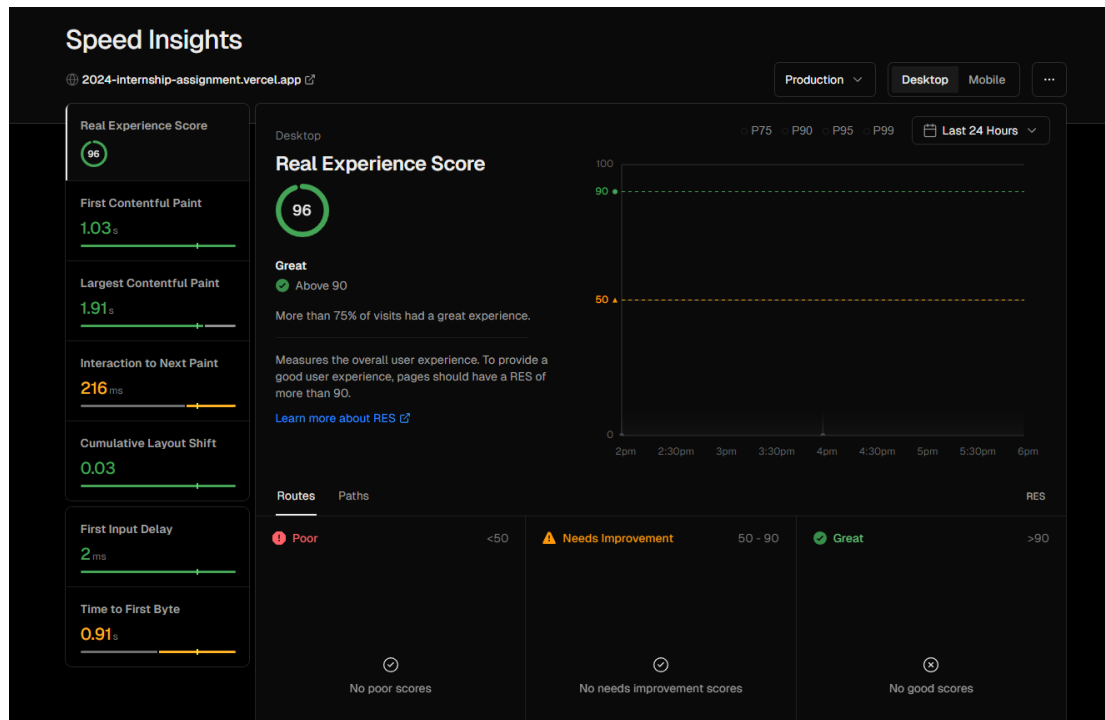 Speed Insights
2024-internship-assignment.vercel.app
Production
Desktop Mobile
...
Real Experience Score
96
First Contentful Paint
1.03s
Largest Contentful Paint
1.91s
Interaction to Next Paint
216 ms
Cumulative Layout Shift
0.03
First Input Delay
2 ms
Time to First Byte
0.91s
Desktop
Real Experience Score
96
Great
Above 90
More than 75% of visits had a great experience.
Measures the overall user experience. To provide a
good user experience, pages should have a RES of
more than 90.
Learn more about RES
P75 P90 P95 P99
Last 24 Hours
100
90
50
0
2pm 2:30pm 3pm 3:30pm 4pm 4:30pm 5pm 5:30pm 6pm
Routes Paths
RES
Poor <50
No poor scores
Needs Improvement 50 - 90
No needs improvement scores
Great >90
No good scores